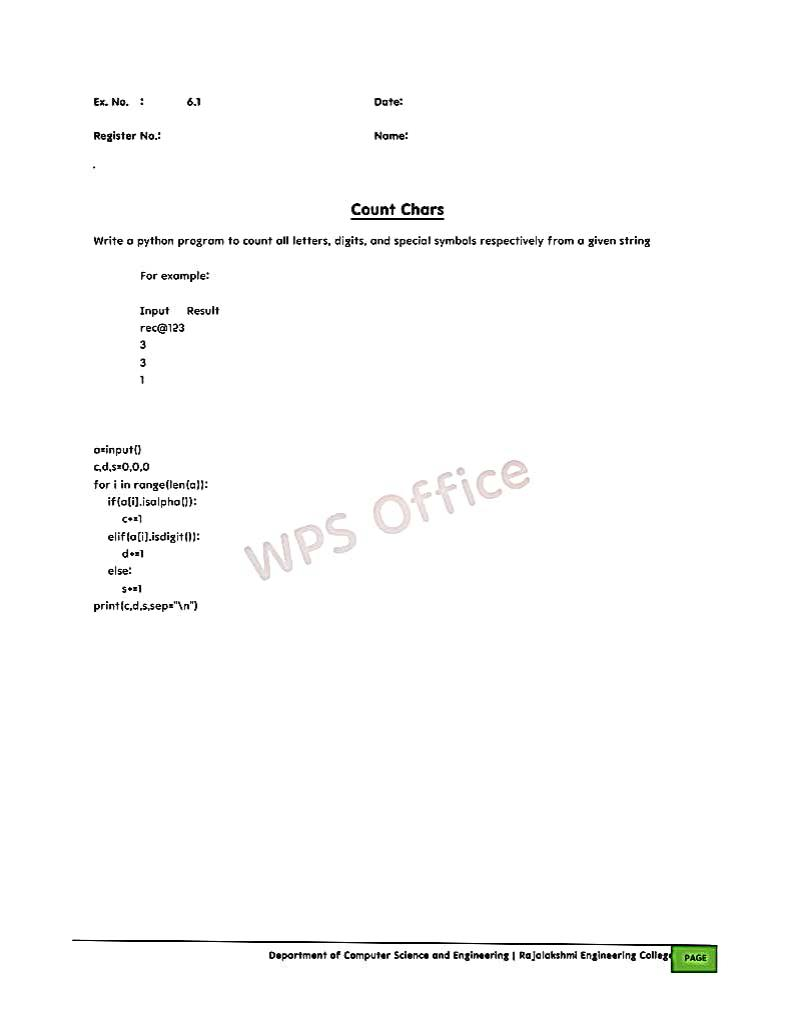 Ex. No. : 6.1 Date:
Register No.: Name:
.
Count Chars
Write a python program to count all letters, digits, and special symbols respectively from a given string
For example:
Input Result
rec@123
3
3
1
a=input()
c,d,s=0,0,0
for i in range(len(a)):
if(a[i].isalpha()):
c+=1
elif(a[i].isdigit()):
d+=1
else:
s+=1
print(c,d,s,sep="\n")
WPS Office
Department of Computer Science and Engineering | Rajalakshmi Engineering College
PAGE